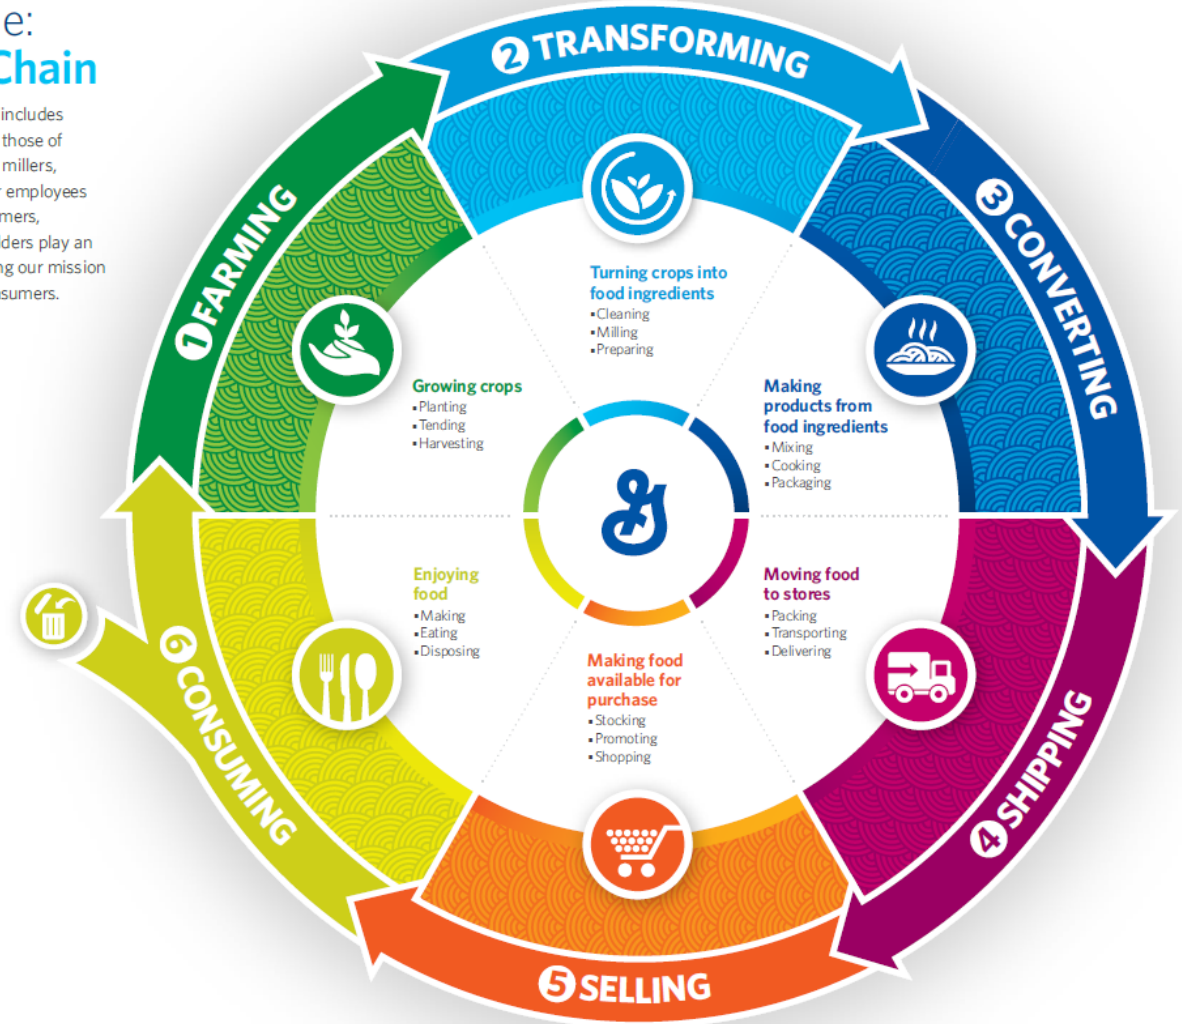 e:
Chain
includes
those of
millers,
employees
mers,
lders play an
ng our mission
sumers.
1 FARMING
2 TRANSFORMING
3 CONVERTING
4 SHIPPING
5 SELLING
6 CONSUMING
Growing crops
▪Planting
▪Tending
▪Harvesting
Turning crops into
food ingredients
▪Cleaning
▪Milling
▪Preparing
Making
products from
food ingredients
▪Mixing
▪Cooking
▪Packaging
Moving food
to stores
▪Packing
▪Transporting
▪Delivering
Making food
available for
purchase
▪Stocking
▪Promoting
▪Shopping
Enjoying
food
▪Making
▪Eating
▪Disposing
G